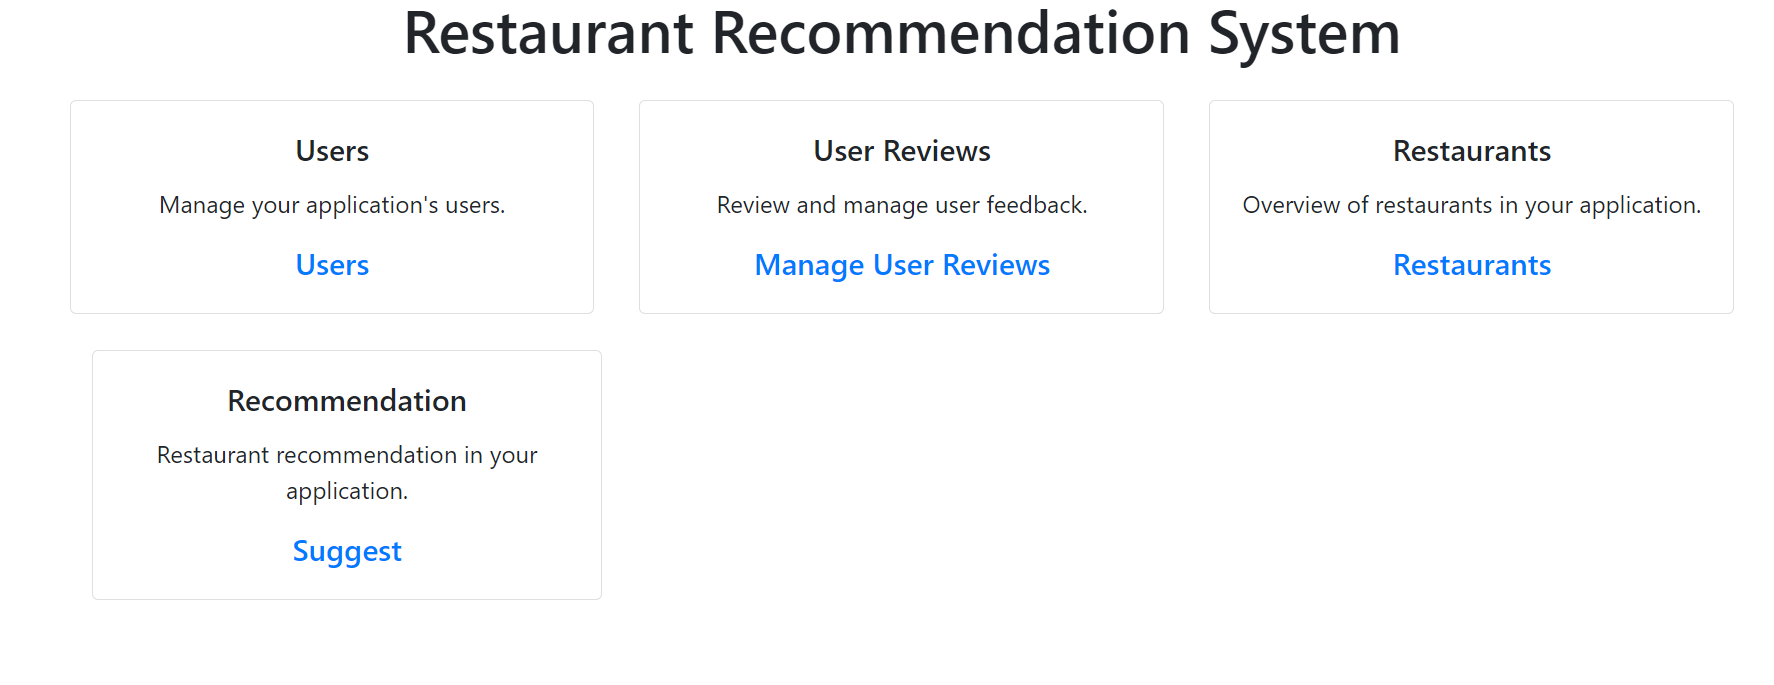 Restaurant Recommendation System
Users
Manage your application's users.
Users
User Reviews
Review and manage user feedback.
Manage User Reviews
Restaurants
Overview of restaurants in your application.
Restaurants
Recommendation
Restaurant recommendation in your
application.
Suggest